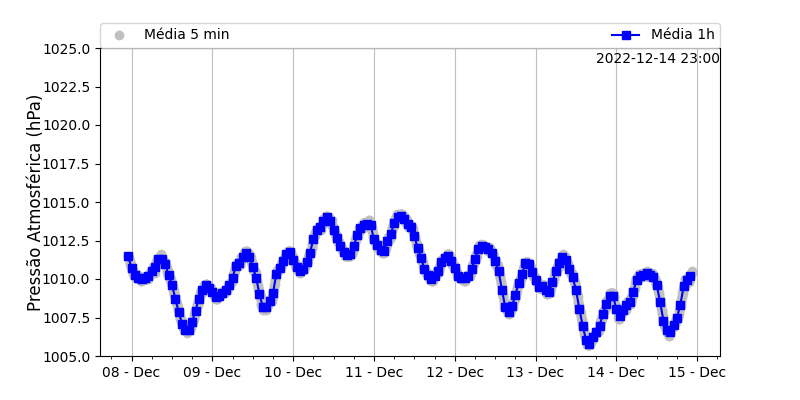 Média 5 min
Média 1h
2022-12-14 23:00
Pressão Atmosférica (hPa)
1025.0
1022.5
1020.0
1017.5
1015.0
1012.5
1010.0
1007.5
1005.0
08 - Dec
09 - Dec
10 - Dec
11 - Dec
12 - Dec
13 - Dec
14 - Dec
15 - Dec